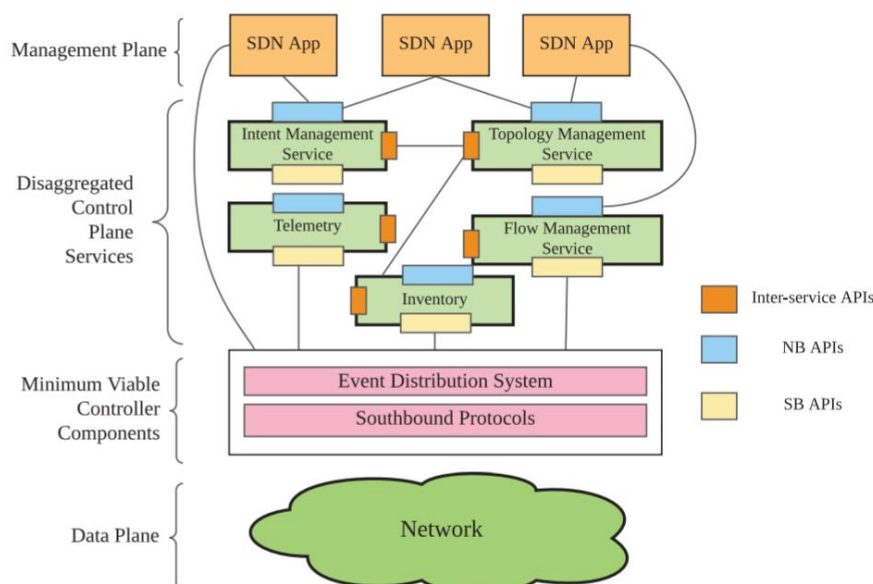 Management Plane
SDN App
SDN App
SDN App
Disaggregated
Control
Plane
Services
Intent Management
Service
Topology Management
Service
Telemetry
Flow Management
Service
Inventory
Inter-service APIs
NB APIs
SB APIs
Minimum Viable
Controller
Components
Event Distribution System
Southbound Protocols
Data Plane
Network